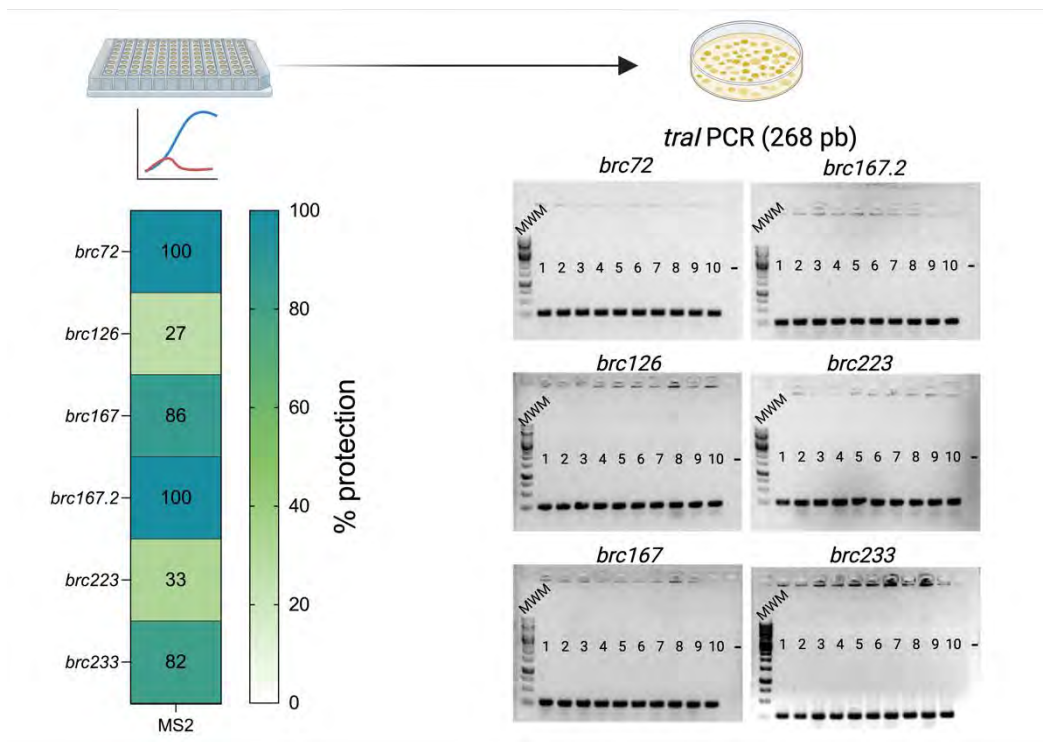 traI PCR (268 pb)
brc72
brc167.2
MWM
1 2 3 4 5 6 7 8 9 10 -
MWM
1 2 3 4 5 6 7 8 9 10 -
brc126
brc223
MWM
1 2 3 4 5 6 7 8 9 10 -
MWM
1 2 3 4 5 6 7 8 9 10 -
brc167
brc233
MWM
1 2 3 4 5 6 7 8 9 10 -
MWM
1 2 3 4 5 6 7 8 9 10 -
brc72
100
brc126
27
brc167
86
brc167.2
100
brc223
33
brc233
82
MS2
100
80
60
40
20
0
% protection